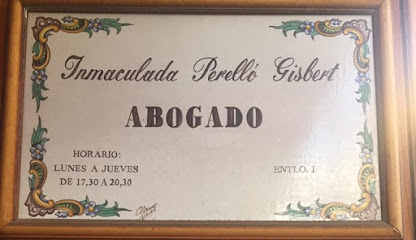 Inmaculada Perelló Gisbert
ABOGADO
HORARIO:
LUNES A JUEVES
DE 17,30 A 20,30
ENTLO. 1